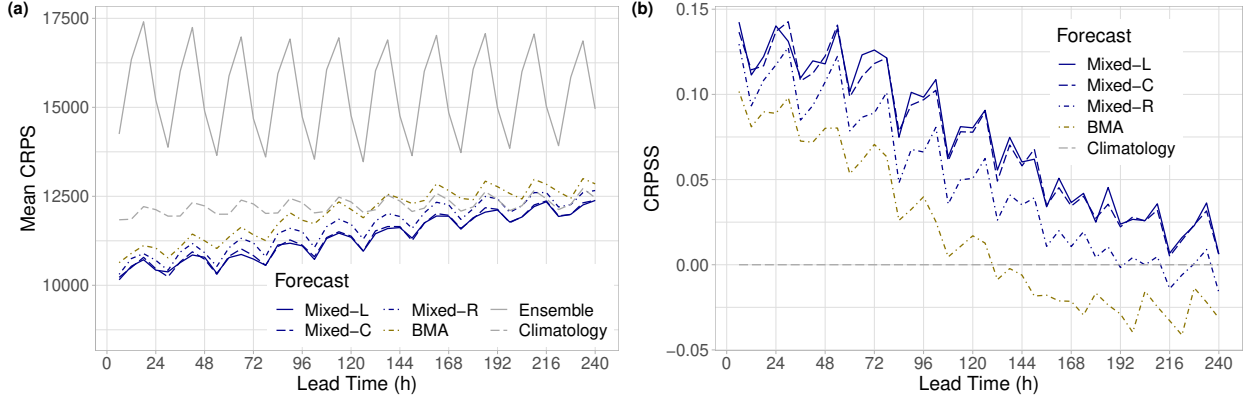 (a)
17500
15000
12500
10000
Mean CRPS
Forecast
Mixed−L
Mixed−R
Ensemble
Mixed−C
BMA
Climatology
0 24 48 72 96 120 144 168 192 216 240
Lead Time (h)
(b)
0.15
0.10
0.05
0.00
−0.05
CRPSS
Forecast
Mixed−L
Mixed−C
Mixed−R
BMA
Climatology
0 24 48 72 96 120 144 168 192 216 240
Lead Time (h)